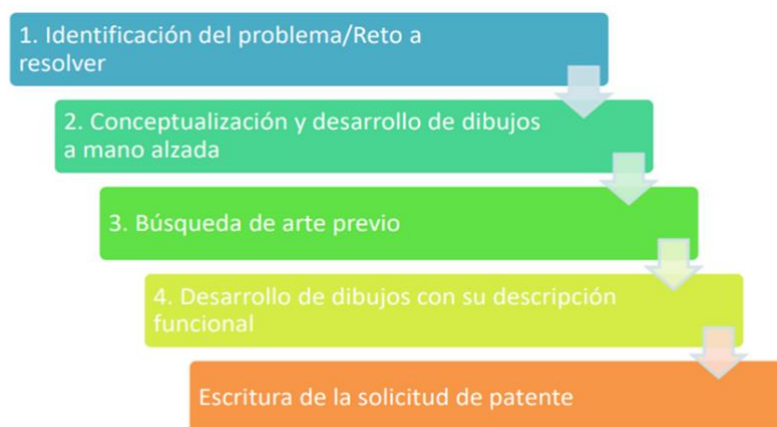 1. Identificación del problema/Reto a
resolver
2. Conceptualización y desarrollo de dibujos
a mano alzada
3. Búsqueda de arte previo
4. Desarrollo de dibujos con su descripción
funcional
Escritura de la solicitud de patente